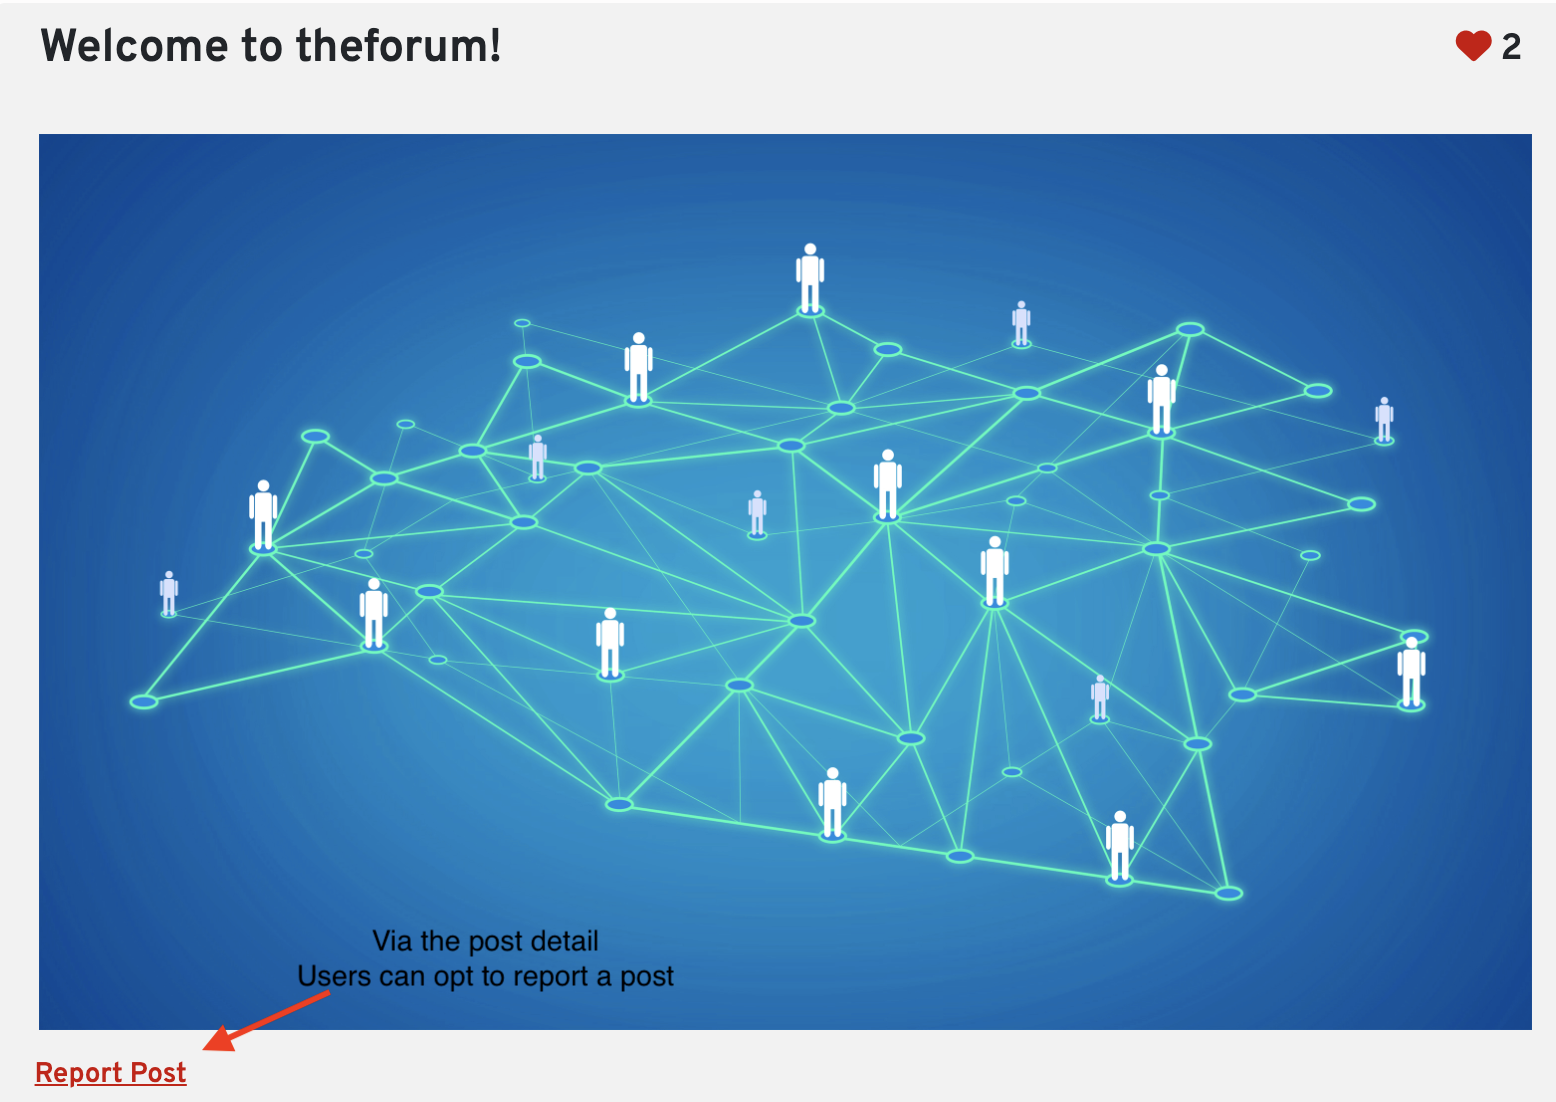 Welcome to theforum!
2
Via the post detail
Users can opt to report a post
Report Post